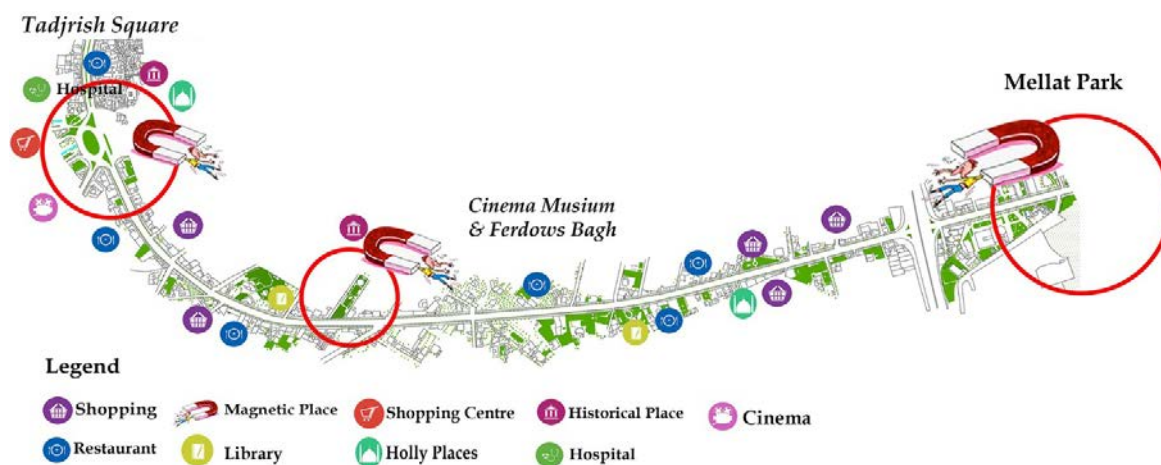 Tadjrish Square
Hospital
Mellat Park
Cinema Musium
& Ferdows Bagh
Legend
Shopping
Magnetic Place
Shopping Centre
Historical Place
Cinema
Restaurant
Library
Holly Places
Hospital